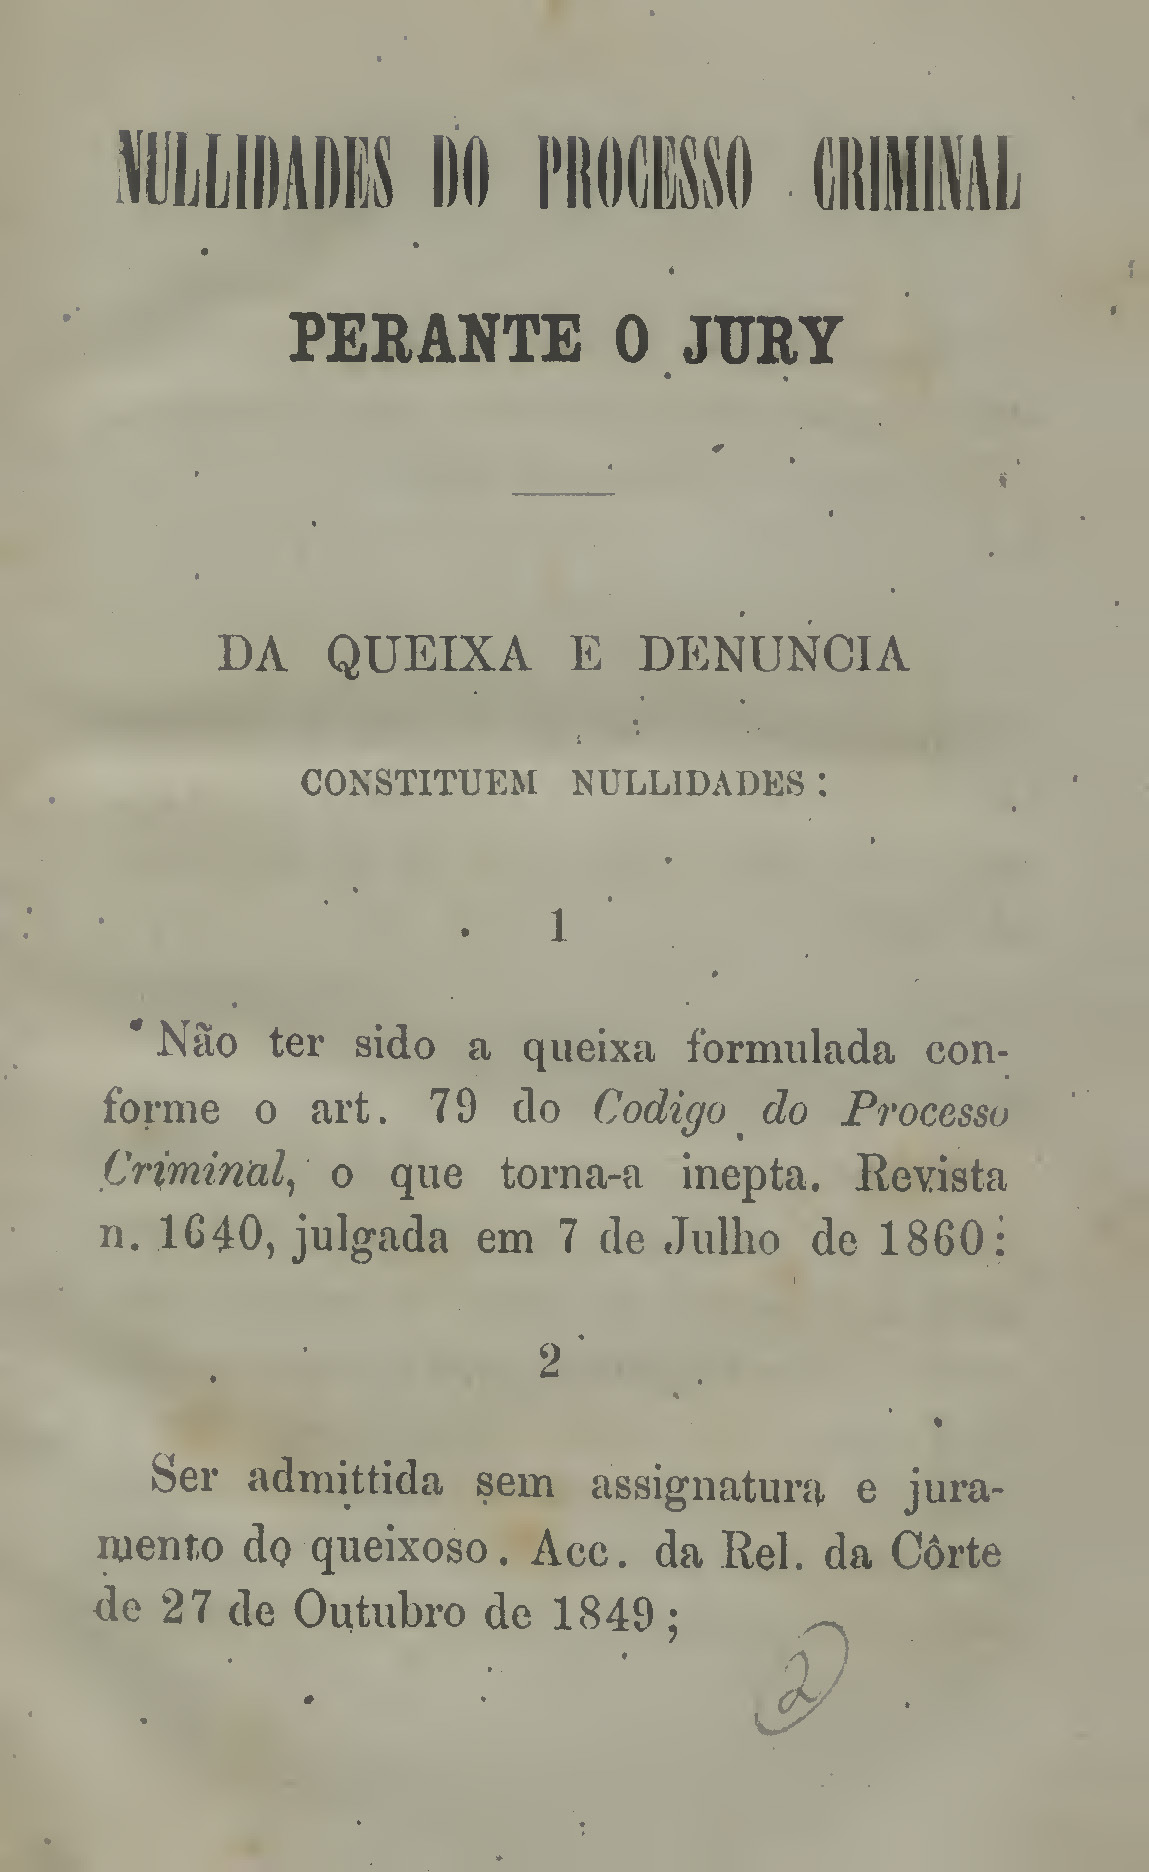 NULLIDADES DO PROCESSO CRIMINAL
PERANTE O JURY
DA QUEIXA E DENUNCIA
CONSTITUEM NULLIDADES:
1
Não ter sido a queixa formulada con-
forme o art. 79 do Codigo do Processo
Criminal, o que torna-a inepta. Revista
n. 1640, julgada em 7 de Julho de 1860:
2
Ser admittida sem assignatura e jura-
mento do queixoso. Acc. da Rel. da Côrte
de 27 de Outubro de 1849;
2